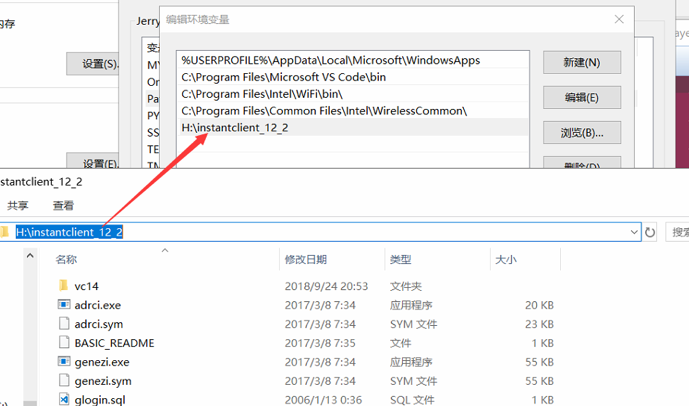 编辑环境变量
内存
Jerry
变
设置(S)...
%USERPROFILE%\AppData\Local\Microsoft\WindowsApps
新建(N)
MY
C:\Program Files\Microsoft VS Code\bin
On
C:\Program Files\Intel\WiFi\bin\
编辑(E)
Pa
C:\Program Files\Common Files\Intel\WirelessCommon\
PY
H:\instantclient_12_2
浏览(B)...
SS
TE
设置(E)...
TM
删除(D)
nstantclient_12_2
共享 查看
H:\instantclient_12_2 搜索
名称 修改日期 类型 大小
vc14 2018/9/24 20:53 文件夹
adrci.exe 2017/3/8 7:34 应用程序 20 KB
adrci.sym 2017/3/8 7:34 SYM 文件 23 KB
BASIC_README 2017/3/8 7:35 文件 1 KB
genezi.exe 2017/3/8 7:34 应用程序 55 KB
genezi.sym 2017/3/8 7:34 SYM 文件 55 KB
glogin.sql 2006/1/13 0:36 SQL 文件 1 KB